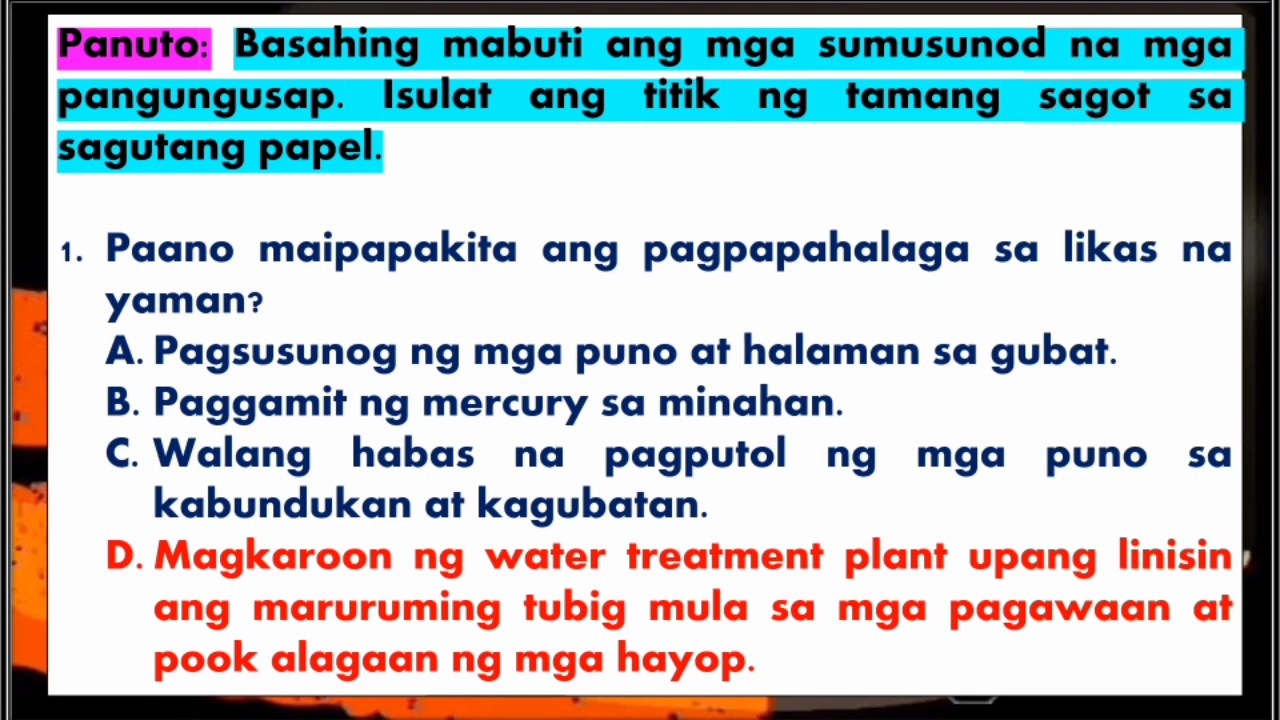 Panuto: Basahing mabuti ang mga sumusunod na mga
pangungusap. Isulat ang titik ng tamang sagot sa
sagutang papel.
1. Paano maipapakita ang pagpapahalaga sa likas na
yaman?
A. Pagsusunog ng mga puno at halaman sa gubat.
B. Paggamit ng mercury sa minahan.
C. Walang habas na pagputol ng mga puno sa
kabundukan at kagubatan.
D. Magkaroon ng water treatment plant upang linisin
ang maruruming tubig mula sa mga pagawaan at
pook alagaan ng mga hayop.